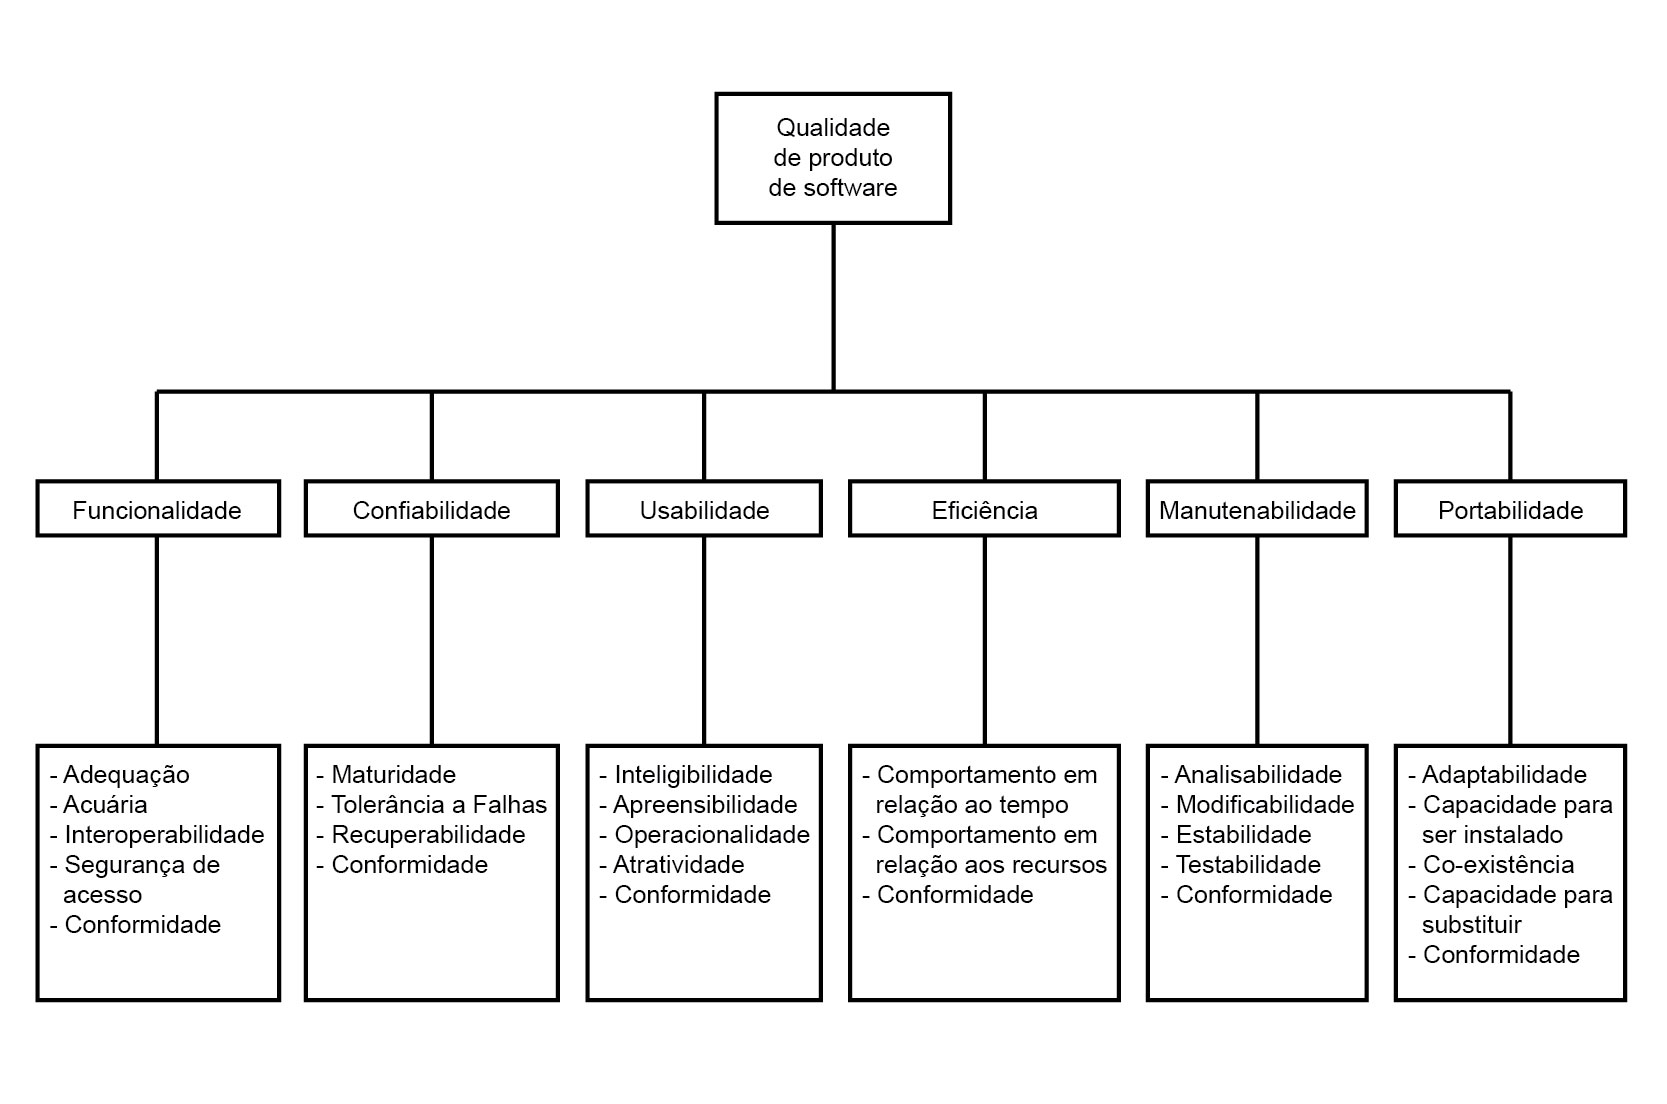 Qualidade
de produto
de software
Funcionalidade
Confiabilidade
Usabilidade
Eficiência
Manutenabilidade
Portabilidade
- Adequação
- Acuária
- Interoperabilidade
- Segurança de
acesso
- Conformidade
- Maturidade
- Tolerância a Falhas
- Recuperabilidade
- Conformidade
- Inteligibilidade
- Apreensibilidade
- Operacionalidade
- Atratividade
- Conformidade
- Comportamento em
relação ao tempo
- Comportamento em
relação aos recursos
- Conformidade
- Analisabilidade
- Modificabilidade
- Estabilidade
- Testabilidade
- Conformidade
- Adaptabilidade
- Capacidade para
ser instalado
- Co-existência
- Capacidade para
substituir
- Conformidade